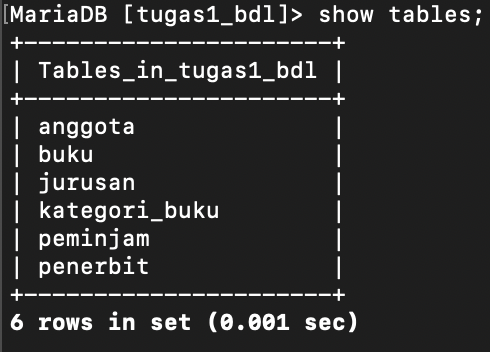 [MariaDB [tugas1_bdl]> show tables;
+-----------------------+
| Tables_in_tugas1_bdl |
+-----------------------+
| anggota |
| buku |
| jurusan |
| kategori_buku |
| peminjam |
| penerbit |
+-----------------------+
6 rows in set (0.001 sec)